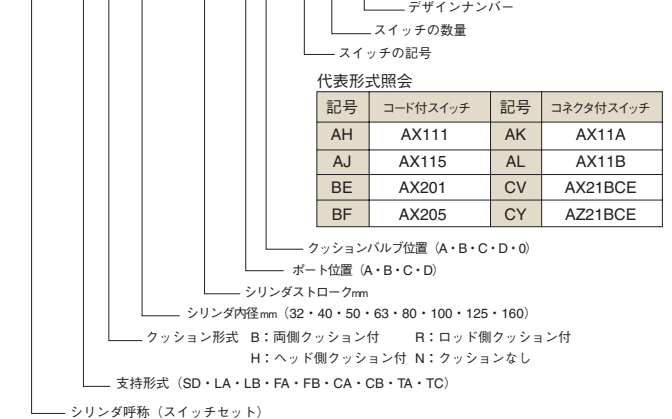 デザインナンバー
スイッチの数量
スイッチの記号
代表形式照会
記号 コード付スイッチ 記号 コネクタ付スイッチ
AH AX111 AK AX11A
AJ AX115 AL AX11B
BE AX201 CV AX21BCE
BF AX205 CY AZ21BCE
クッションバルブ位置（A・B・C・D・0）
ポート位置（A・B・C・D）
シリンダストロークmm
シリンダ内径mm（32・40・50・63・80・100・125・160）
クッション形式 B：両側クッション付 R：ロッド側クッション付
H：ヘッド側クッション付 N：クッションなし
支持形式（SD・LA・LB・FA・FB・CA・CB・TA・TC）
シリンダ呼称（スイッチセット）